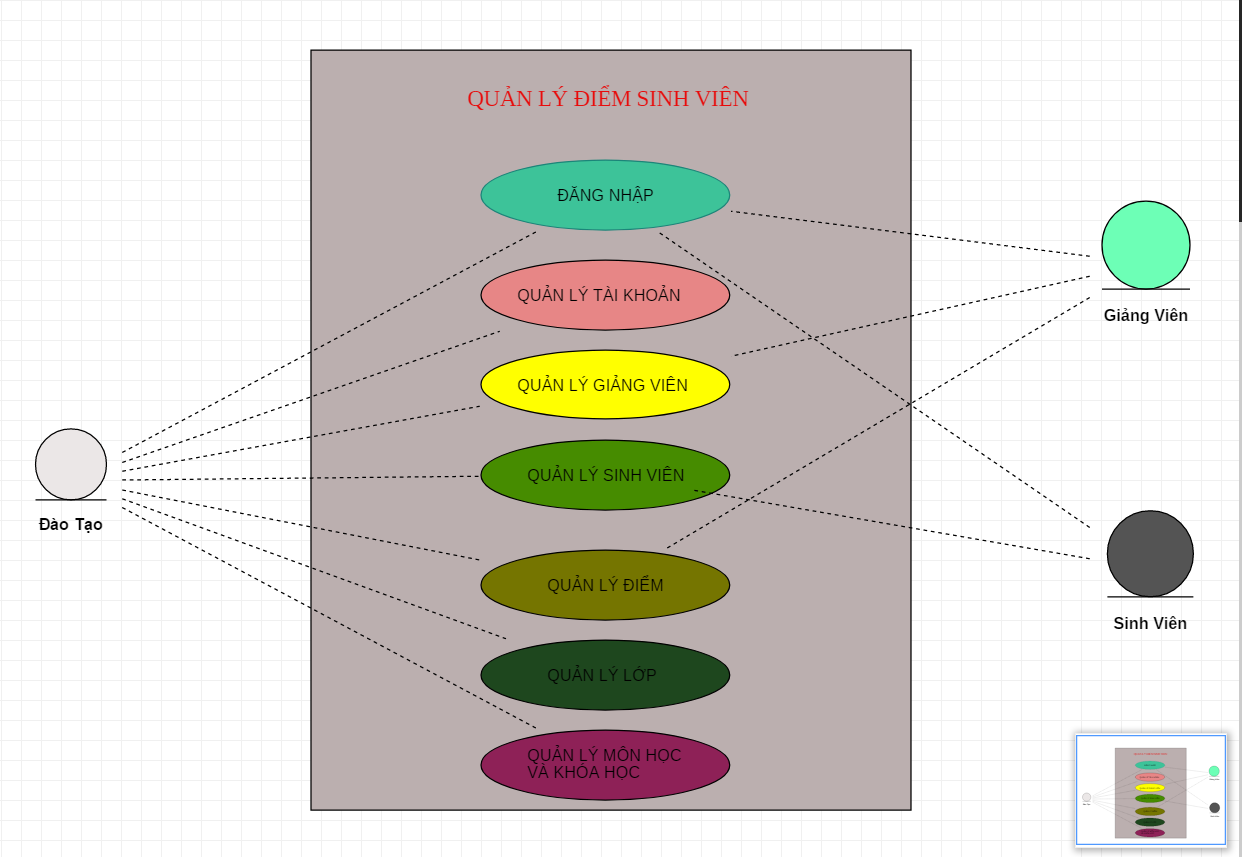 QUẢN LÝ ĐIỂM SINH VIÊN
ĐĂNG NHẬP
QUẢN LÝ TÀI KHOẢN
QUẢN LÝ GIẢNG VIÊN
QUẢN LÝ SINH VIÊN
QUẢN LÝ ĐIỂM
QUẢN LÝ LỚP
QUẢN LÝ MÔN HỌC
VÀ KHÓA HỌC
Đào Tạo
Giảng Viên
Sinh Viên